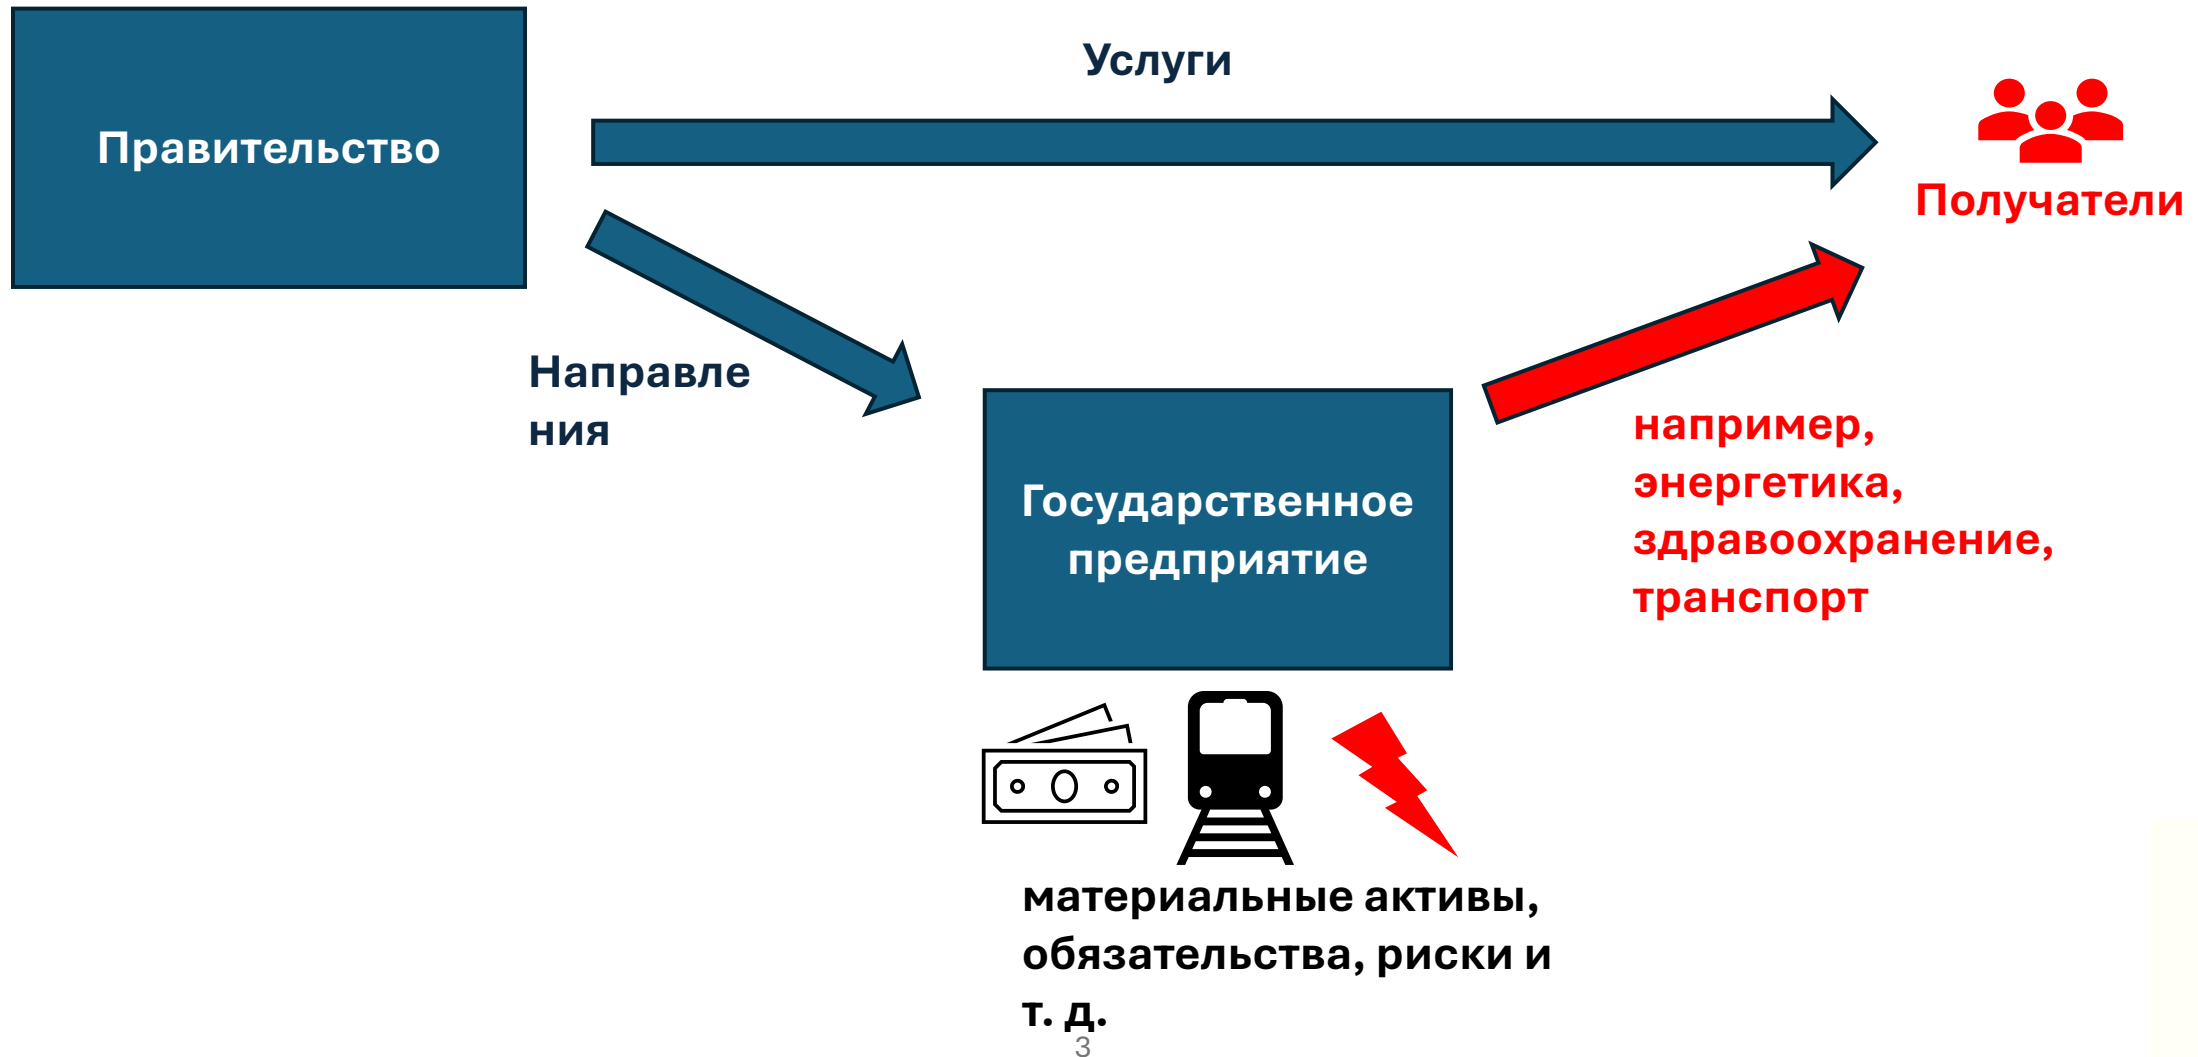 Услуги
Правительство
Получатели
Направле
ния
Государственное
предприятие
например,
энергетика,
здравоохранение,
транспорт
материальные активы,
обязательства, риски и
т. д.
3